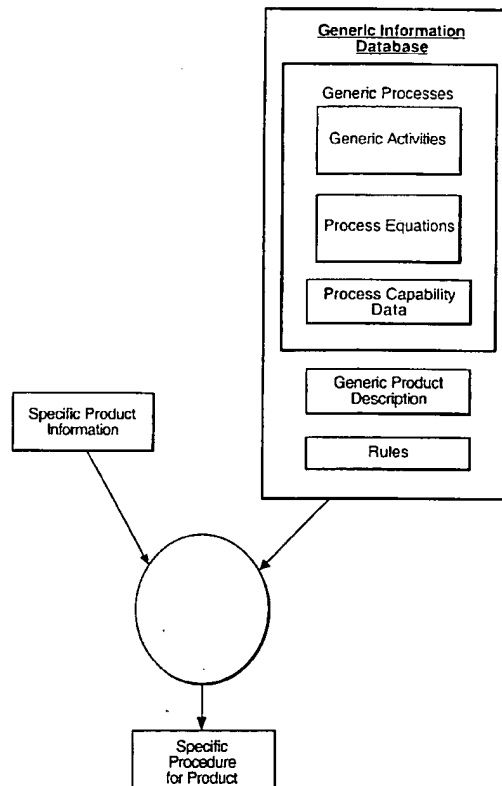 Generic Information
Database
Generic Processes
Generic Activities
Process Equations
Process Capability
Data
Generic Product
Description
Rules
Specific Product
Information
Specific
Procedure
for Product